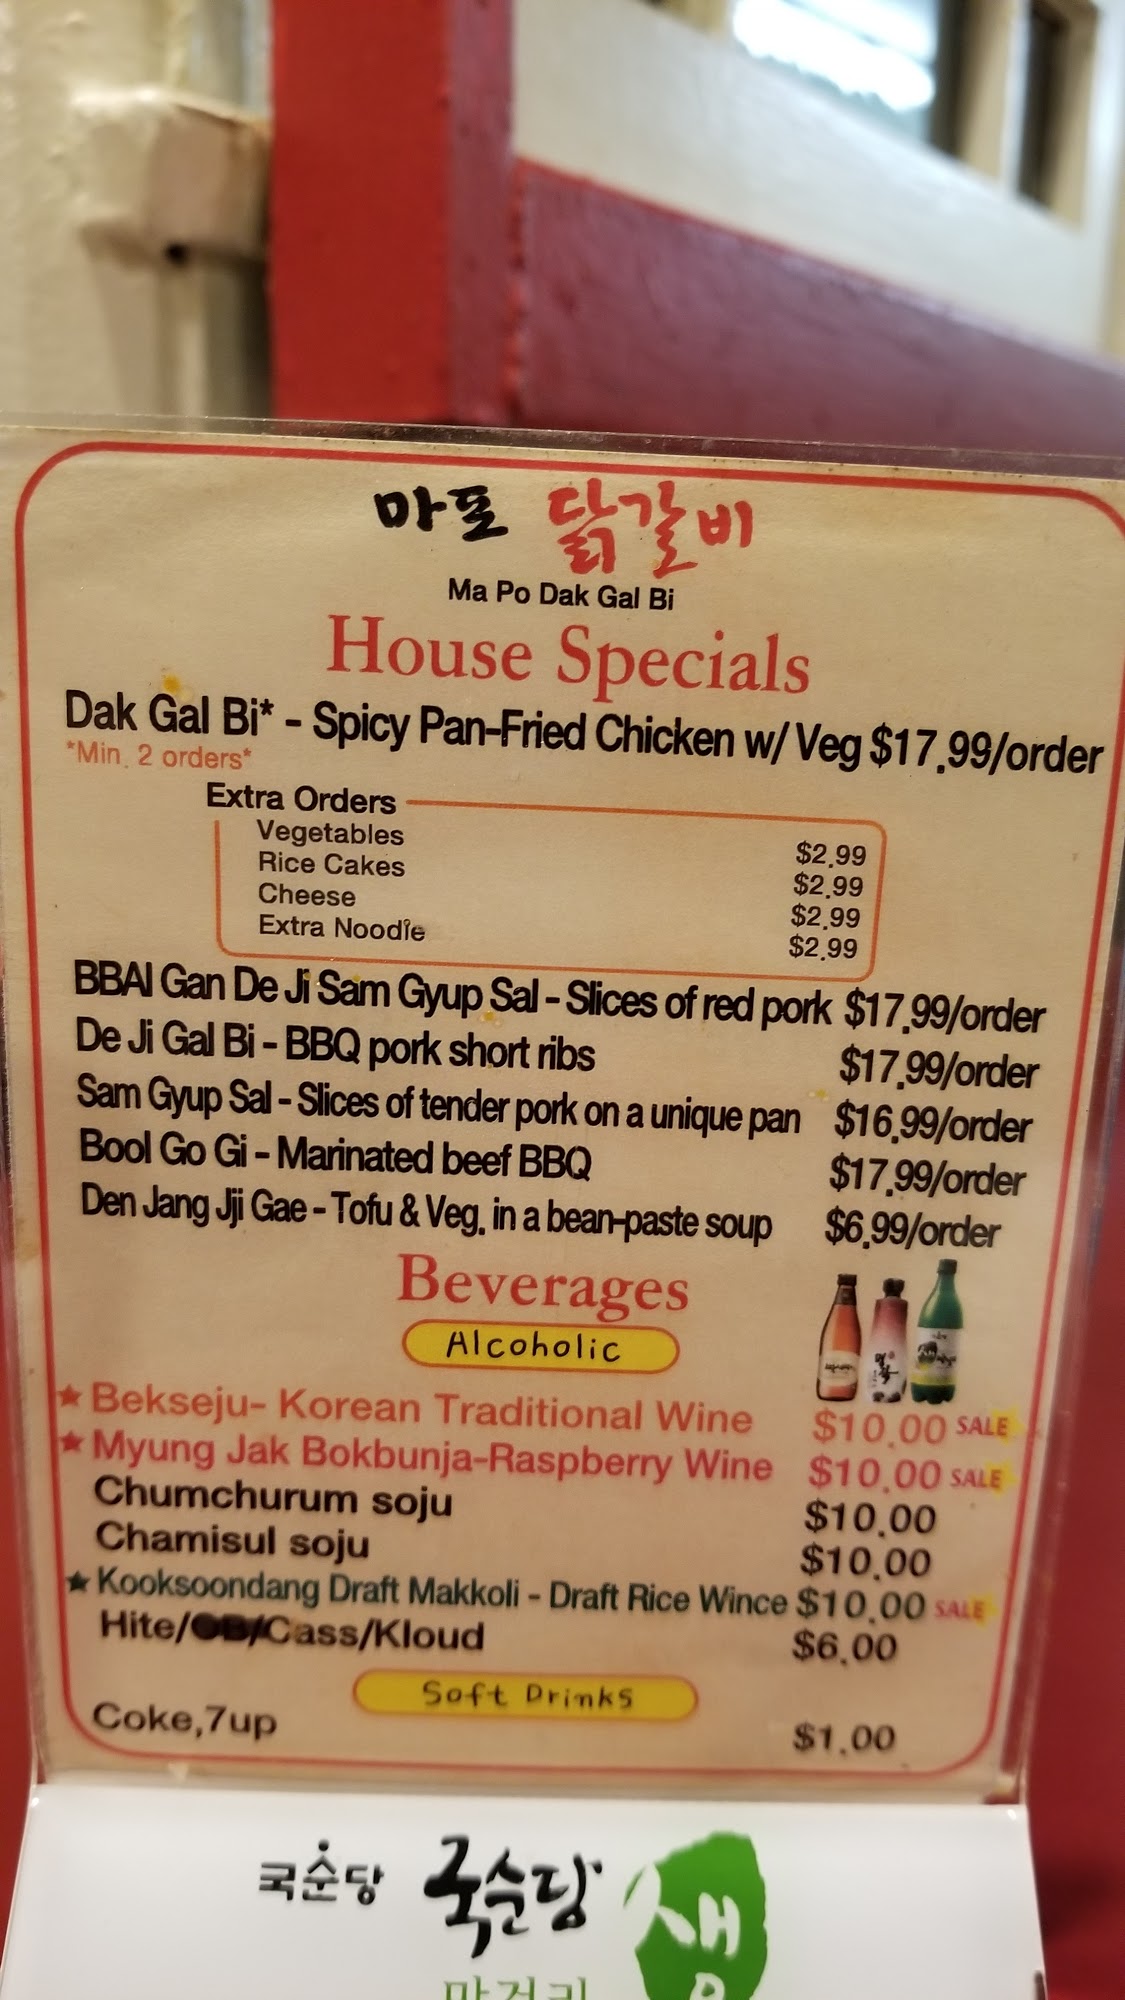 마포 닭갈비
Ma Po Dak Gal Bi
House Specials
Dak Gal Bi* - Spicy Pan-Fried Chicken w/ Veg $17.99/order
*Min. 2 orders*
Extra Orders
Vegetables $2.99
Rice Cakes $2.99
Cheese $2.99
Extra Noodle $2.99
BBAI Gan De Ji Sam Gyup Sal - Slices of red pork $17.99/order
De Ji Gal Bi - BBQ pork short ribs $17.99/order
Sam Gyup Sal - Slices of tender pork on a unique pan $16.99/order
Bool Go Gi - Marinated beef BBQ $17.99/order
Den Jang Jji Gae - Tofu & Veg. in a bean-paste soup $6.99/order
Beverages
Alcoholic
★ Bekseju- Korean Traditional Wine $10.00 SALE
★ Myung Jak Bokbunja-Raspberry Wine $10.00 SALE
Chumchurum soju $10.00
Chamisul soju $10.00
★ Kooksoondang Draft Makkoli - Draft Rice Wince $10.00 SALE
Hite/OB/Cass/Kloud $6.00
Soft Drinks
Coke,7up $1.00
국순당 국순당 생
막걸리